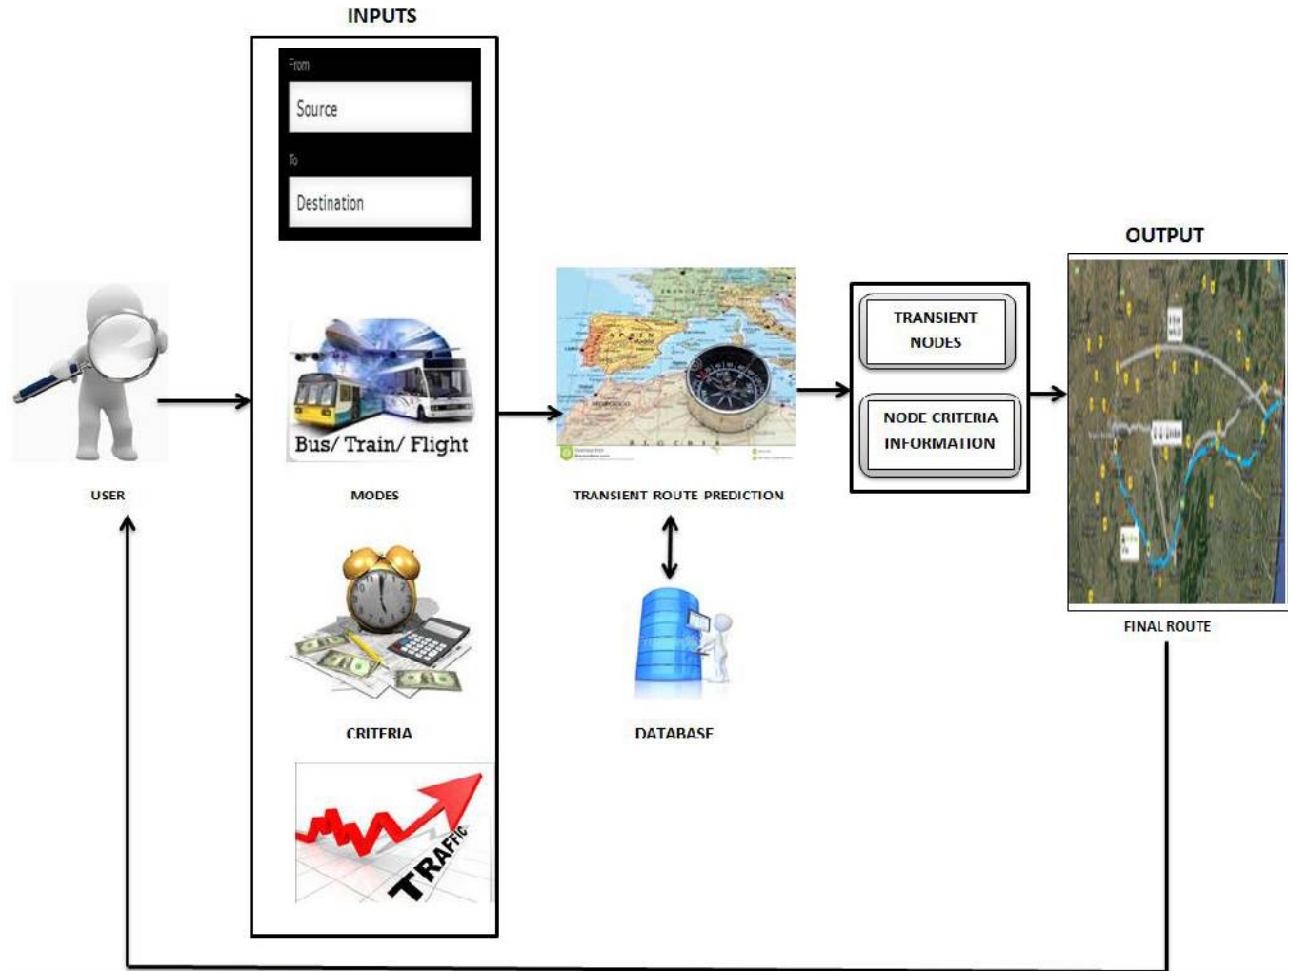 INPUTS
From
Source
To
Destination
Bus/ Train/ Flight
MODES
CRITERIA
TRAFFIC
USER
TRANSIENT ROUTE PREDICTION
DATABASE
TRANSIENT
NODES
NODE CRITERIA
INFORMATION
OUTPUT
FINAL ROUTE